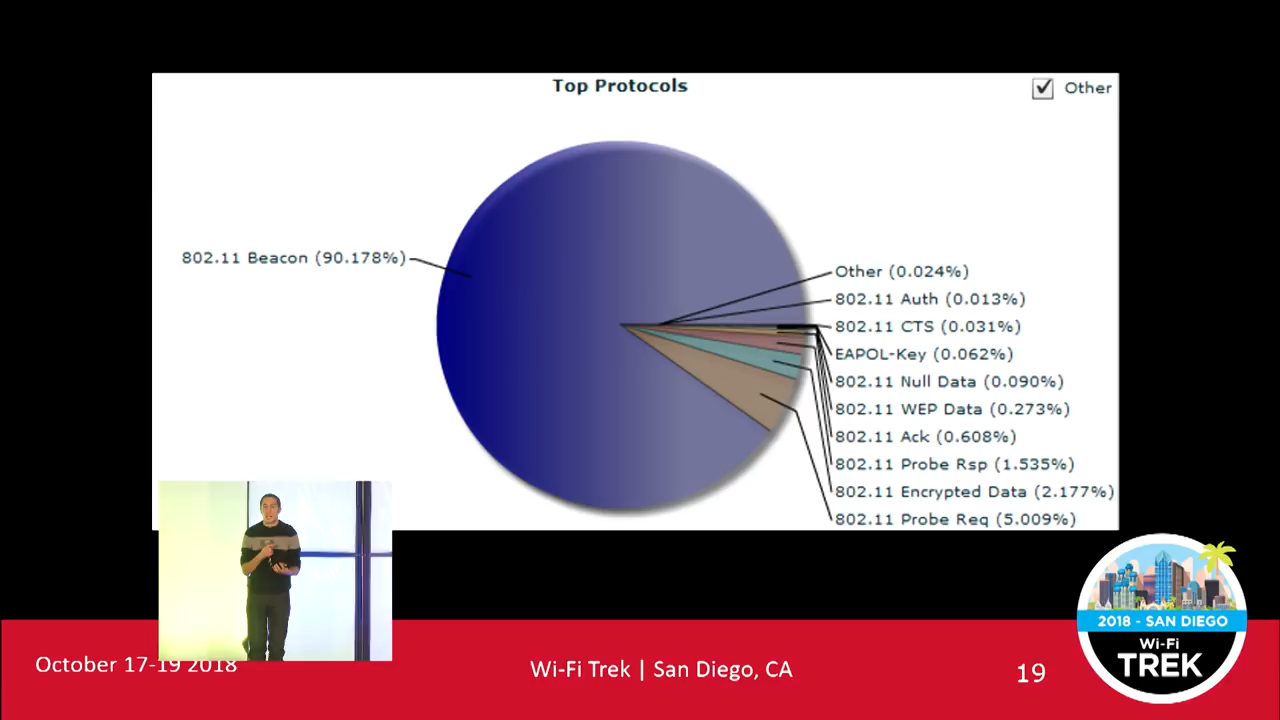 Top Protocols
Other
802.11 Beacon (90.178%)
Other (0.024%)
802.11 Auth (0.013%)
802.11 CTS (0.031%)
EAPOL-Key (0.062%)
802.11 Null Data (0.090%)
802.11 WEP Data (0.273%)
802.11 Ack (0.608%)
802.11 Probe Rsp (1.535%)
802.11 Encrypted Data (2.177%)
802.11 Probe Req (5.009%)
2018 - SAN DIEGO
Wi-Fi
TREK
October 17-19 2018
Wi-Fi Trek | San Diego, CA
19